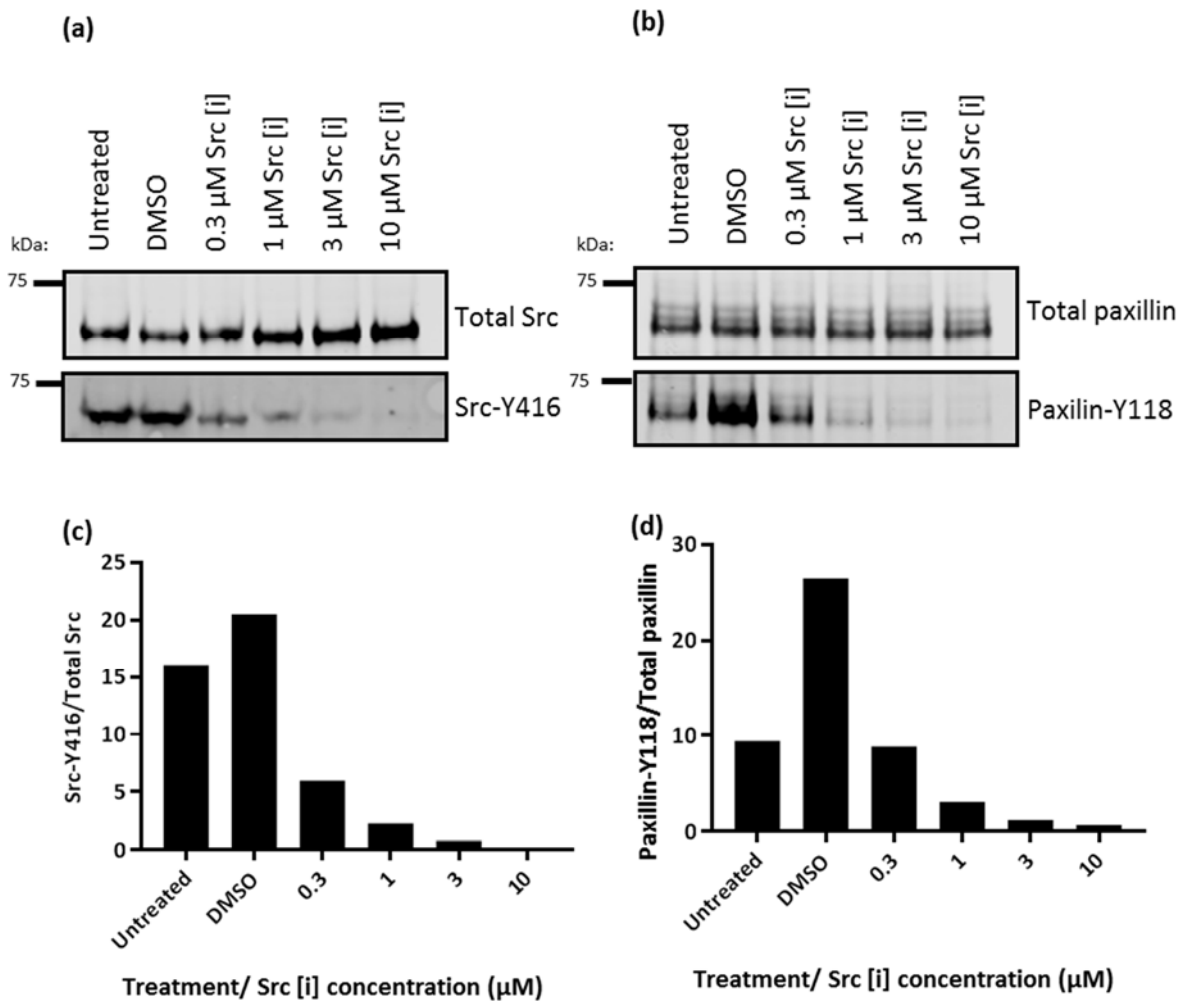 (a)
Untreated
DMSO
0.3 µM Src [i]
1 µM Src [i]
3 µM Src [i]
10 µM Src [i]
kDa:
75
Total Src
75
Src-Y416
(b)
Untreated
DMSO
0.3 µM Src [i]
1 µM Src [i]
3 µM Src [i]
10 µM Src [i]
kDa:
75
Total paxillin
75
Paxilin-Y118
(c)
Src-Y416/Total Src
25
20
15
10
5
0
Untreated
DMSO
0.3
1
3
10
Treatment/ Src [i] concentration (µM)
(d)
Paxillin-Y118/Total paxillin
30
20
10
0
Untreated
DMSO
0.3
1
3
10
Treatment/ Src [i] concentration (µM)